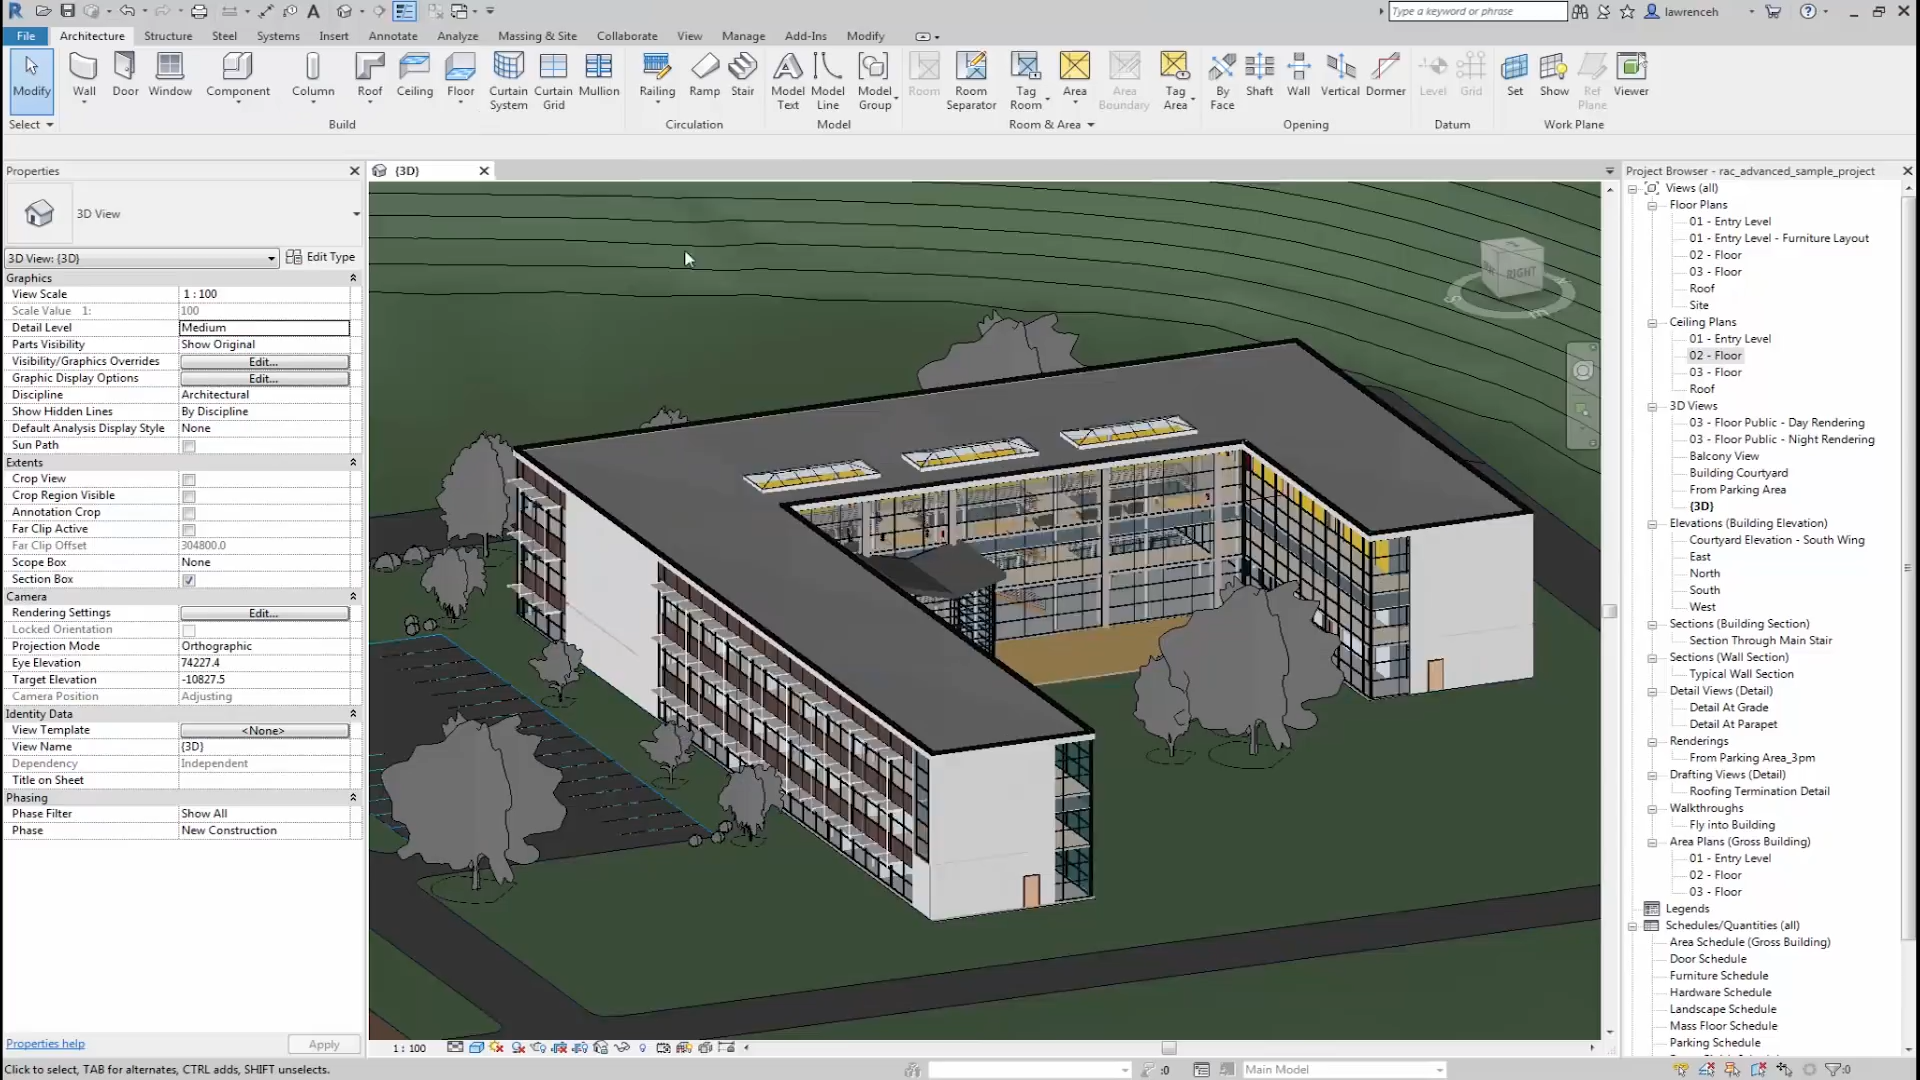 Type a keyword or phrase
lawrenceh
File Architecture Structure Steel Systems Insert Annotate Analyze Massing & Site Collaborate View Manage Add-Ins Modify
Modify Wall Door Window Component Column Roof Ceiling Floor Curtain System Curtain Grid Mullion Railing Ramp Stair Model Text Model Line Model Group Room Room Separator Tag Room Area Area Boundary Tag Area By Face Shaft Wall Vertical Dormer Level Grid Set Show Ref Plane Viewer
Select Build Circulation Model Room & Area Opening Datum Work Plane
Properties
3D View
3D View: {3D} Edit Type
Graphics
View Scale 1 : 100
Scale Value 1: 100
Detail Level Medium
Parts Visibility Show Original
Visibility/Graphics Overrides Edit...
Graphic Display Options Edit...
Discipline Architectural
Show Hidden Lines By Discipline
Default Analysis Display Style None
Sun Path
Extents
Crop View
Crop Region Visible
Annotation Crop
Far Clip Active
Far Clip Offset 304800.0
Scope Box None
Section Box
Camera
Rendering Settings Edit...
Locked Orientation
Projection Mode Orthographic
Eye Elevation 74227.4
Target Elevation -10827.5
Camera Position Adjusting
Identity Data
View Template <None>
View Name {3D}
Dependency Independent
Title on Sheet
Phasing
Phase Filter Show All
Phase New Construction
Properties help Apply
{3D}
RIGHT
1 : 100
Project Browser - rac_advanced_sample_project
Views (all)
Floor Plans
01 - Entry Level
01 - Entry Level - Furniture Layout
02 - Floor
03 - Floor
Roof
Site
Ceiling Plans
01 - Entry Level
02 - Floor
03 - Floor
Roof
3D Views
03 - Floor Public - Day Rendering
03 - Floor Public - Night Rendering
Balcony View
Building Courtyard
From Parking Area
{3D}
Elevations (Building Elevation)
Courtyard Elevation - South Wing
East
North
South
West
Sections (Building Section)
Section Through Main Stair
Sections (Wall Section)
Typical Wall Section
Detail Views (Detail)
Detail At Grade
Detail At Parapet
Renderings
From Parking Area_3pm
Drafting Views (Detail)
Roofing Termination Detail
Walkthroughs
Fly into Building
Area Plans (Gross Building)
01 - Entry Level
02 - Floor
03 - Floor
Legends
Schedules/Quantities (all)
Area Schedule (Gross Building)
Door Schedule
Furniture Schedule
Hardware Schedule
Landscape Schedule
Mass Floor Schedule
Parking Schedule
Click to select, TAB for alternates, CTRL adds, SHIFT unselects.
:0
Main Model
:0